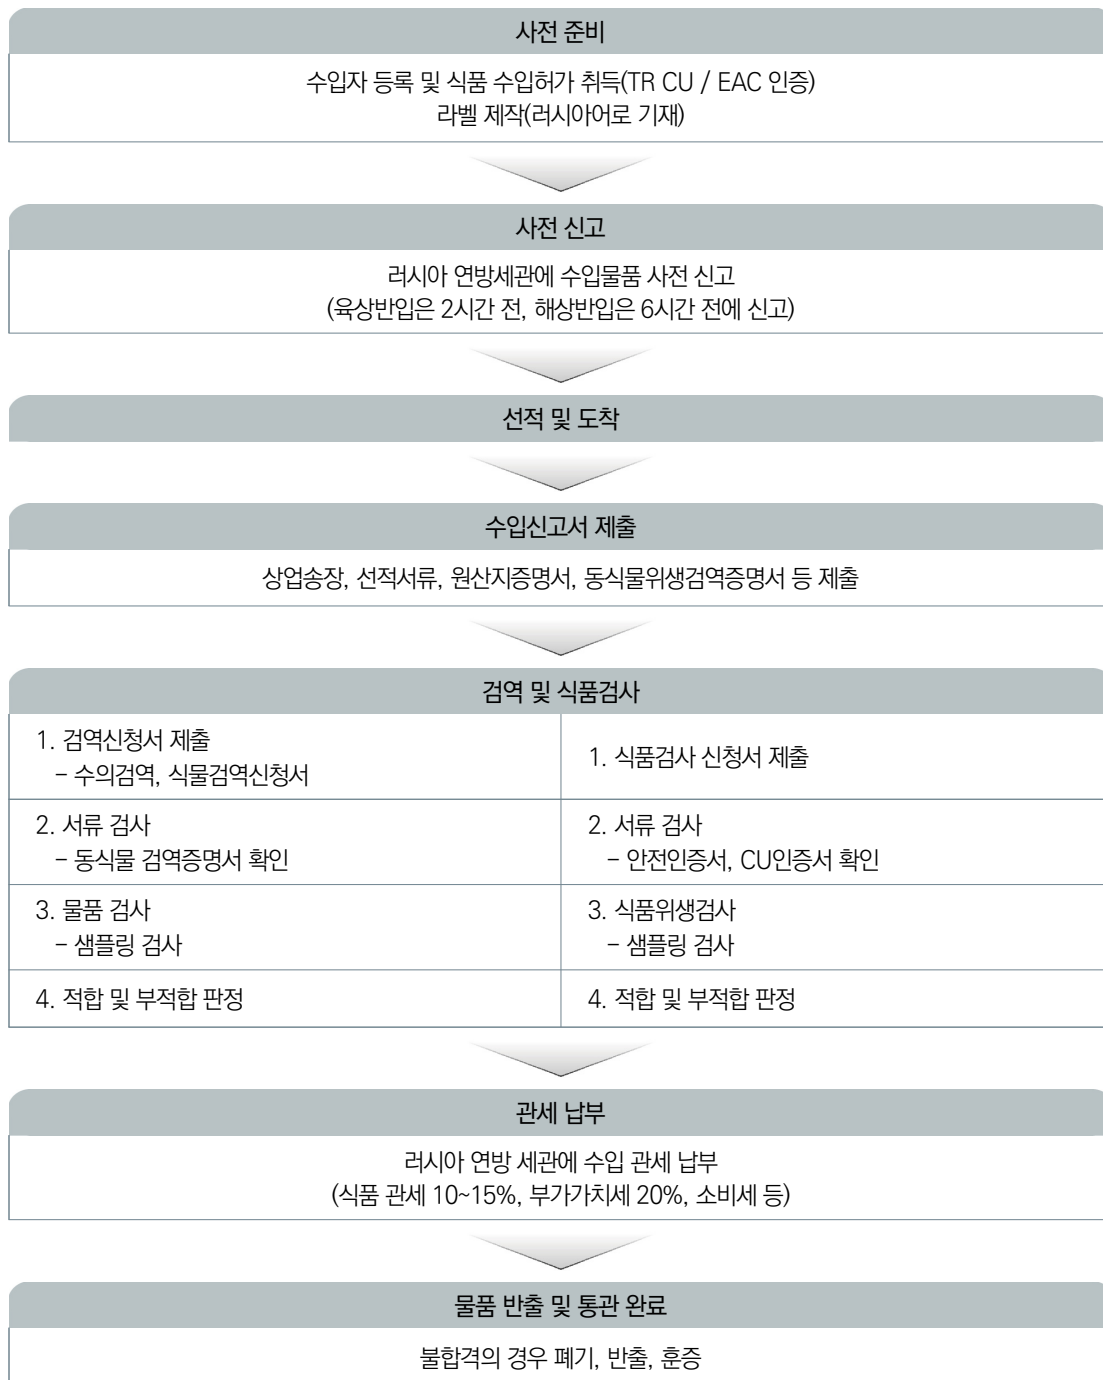 사전 준비
수입자 등록 및 식품 수입허가 취득(TR CU / EAC 인증)
라벨 제작(러시아어로 기재)
사전 신고
러시아 연방세관에 수입물품 사전 신고
(육상반입은 2시간 전, 해상반입은 6시간 전에 신고)
선적 및 도착
수입신고서 제출
상업송장, 선적서류, 원산지증명서, 동식물위생검역증명서 등 제출
검역 및 식품검사
1. 검역신청서 제출
- 수의검역, 식물검역신청서
1. 식품검사 신청서 제출
2. 서류 검사
- 동식물 검역증명서 확인
2. 서류 검사
- 안전인증서, CU인증서 확인
3. 물품 검사
- 샘플링 검사
3. 식품위생검사
- 샘플링 검사
4. 적합 및 부적합 판정
4. 적합 및 부적합 판정
관세 납부
러시아 연방 세관에 수입 관세 납부
(식품 관세 10~15%, 부가가치세 20%, 소비세 등)
물품 반출 및 통관 완료
불합격의 경우 폐기, 반출, 훈증